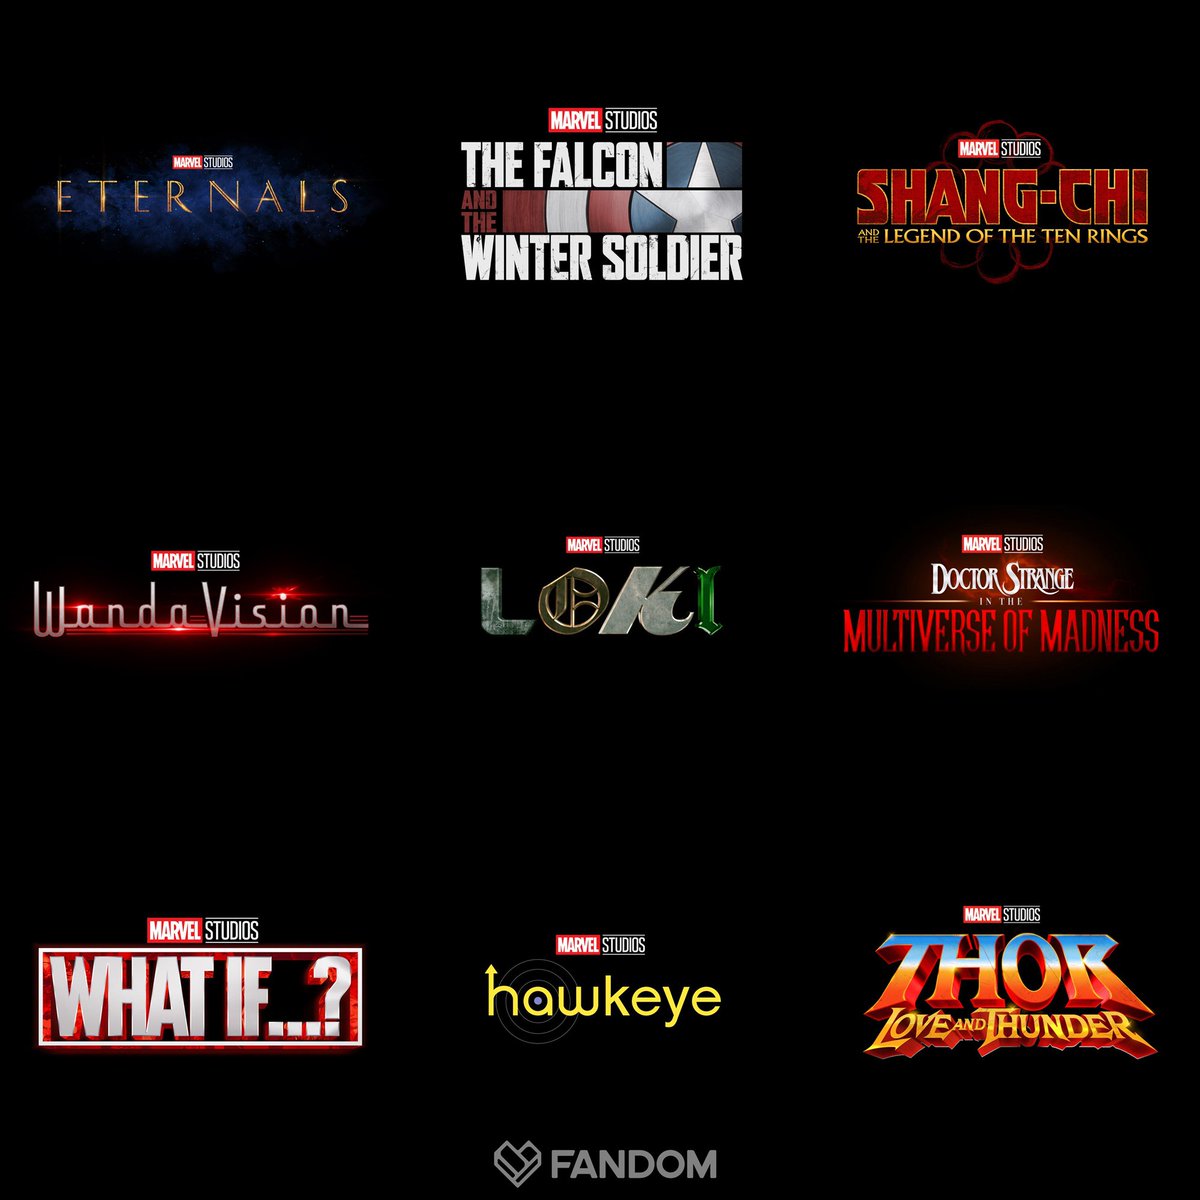 MARVEL STUDIOS
ETERNALS
MARVEL STUDIOS
THE FALCON
AND
THE
WINTER SOLDIER
MARVEL STUDIOS
SHANG-CHI
AND THE LEGEND OF THE TEN RINGS
MARVEL STUDIOS
WandaVision
MARVEL STUDIOS
LOKI
MARVEL STUDIOS
DOCTOR STRANGE
IN THE
MULTIVERSE OF MADNESS
MARVEL STUDIOS
WHAT IF...?
MARVEL STUDIOS
hawkeye
MARVEL STUDIOS
THOR
LOVE AND THUNDER
FANDOM